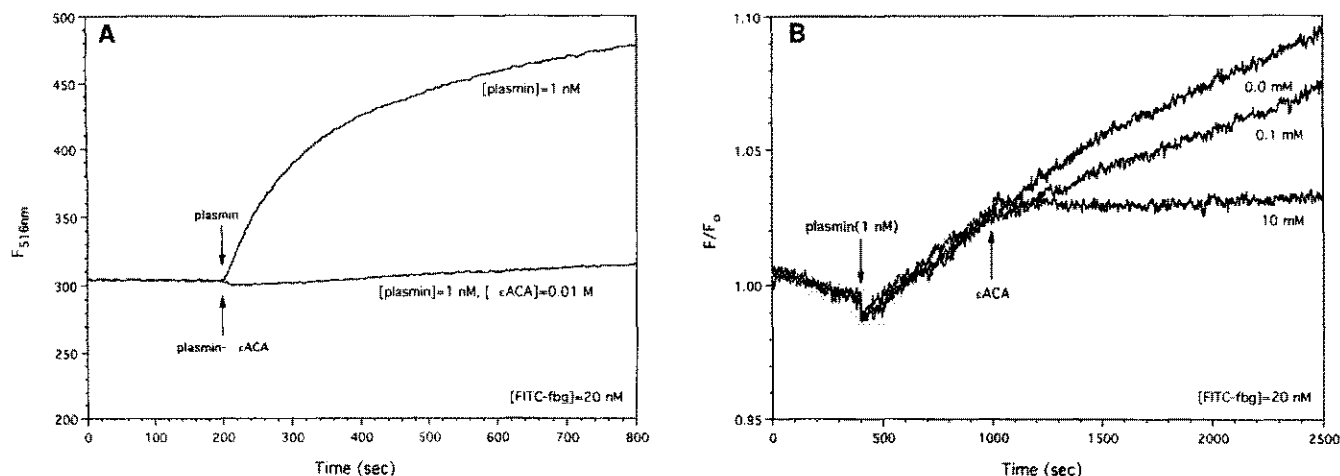 A
500
450
400
350
300
250
200
F516nm
[plasmin]=1 nM
plasmin
[plasmin]=1 nM, [ εACA]=0.01 M
plasmin- εACA
[FITC-fbg]=20 nM
0 100 200 300 400 500 600 700 800
Time (sec)
B
1.10
1.05
1.00
0.95
F/Fo
0.0 mM
0.1 mM
10 mM
plasmin(1 nM)
εACA
[FITC-fbg]=20 nM
0 500 1000 1500 2000 2500
Time (sec)